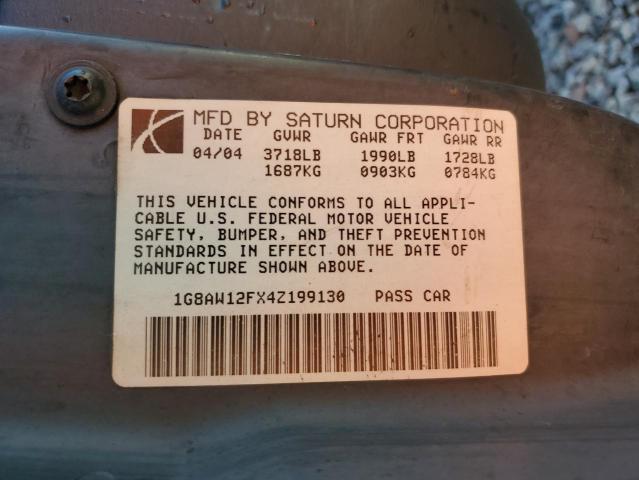 MFD BY SATURN CORPORATION
DATE GVWR GAWR FRT GAWR RR
04/04 3718LB 1990LB 1728LB
1687KG 0903KG 0784KG
THIS VEHICLE CONFORMS TO ALL APPLI-
CABLE U.S. FEDERAL MOTOR VEHICLE
SAFETY, BUMPER, AND THEFT PREVENTION
STANDARDS IN EFFECT ON THE DATE OF
MANUFACTURE SHOWN ABOVE.
1G8AW12FX4Z199130 PASS CAR